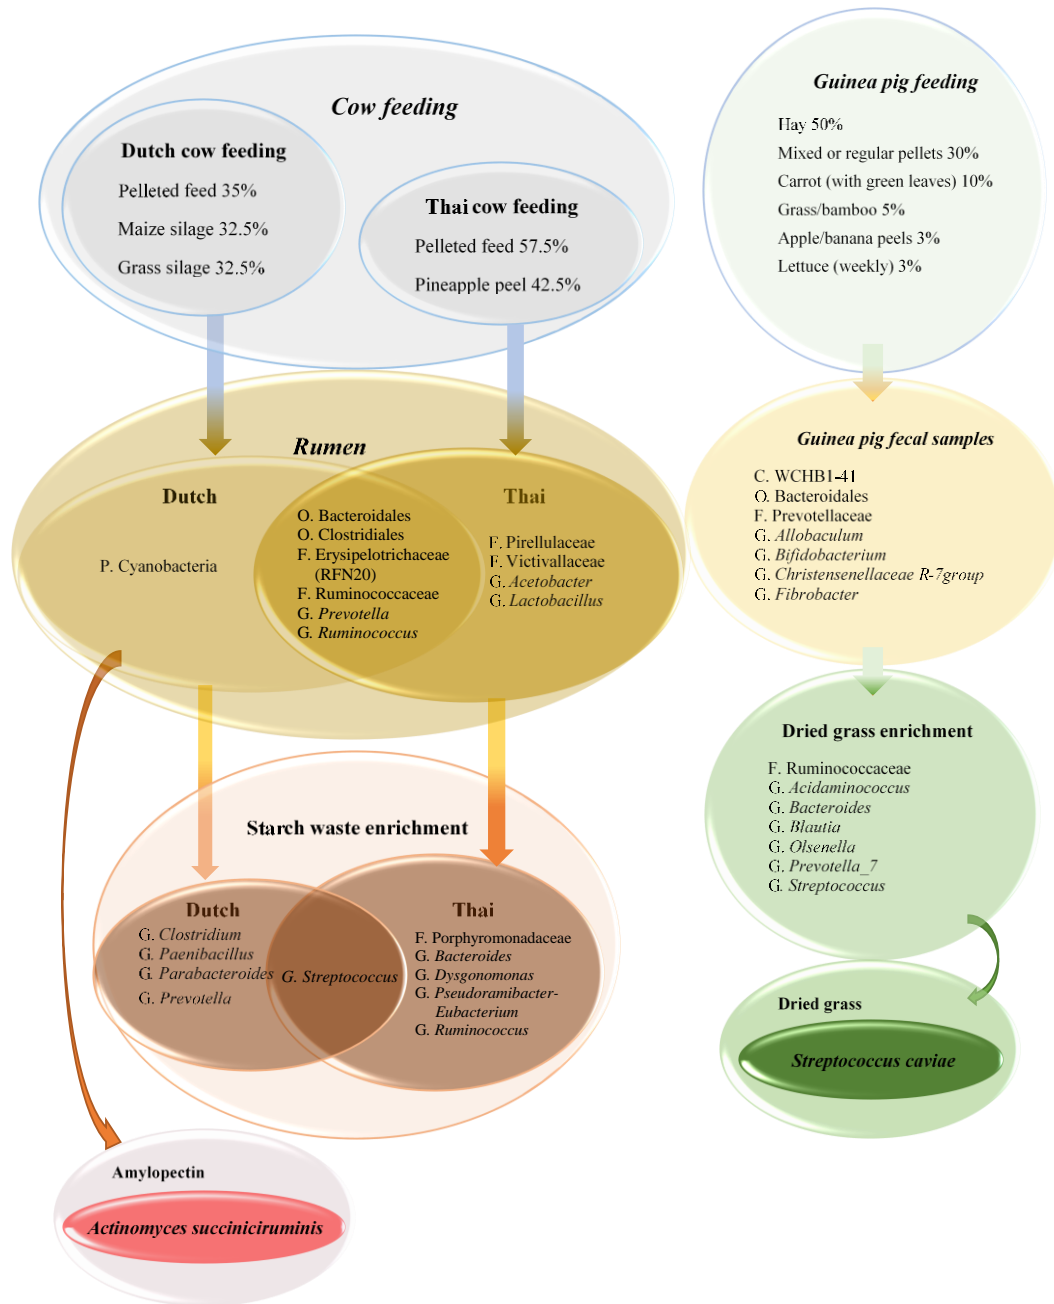 Cow feeding
Dutch cow feeding
Pelleted feed 35%
Maize silage 32.5%
Grass silage 32.5%
Thai cow feeding
Pelleted feed 57.5%
Pineapple peel 42.5%
Guinea pig feeding
Hay 50%
Mixed or regular pellets 30%
Carrot (with green leaves) 10%
Grass/bamboo 5%
Apple/banana peels 3%
Lettuce (weekly) 3%
Rumen
Dutch
P. Cyanobacteria
O. Bacteroidales
O. Clostridiales
F. Erysipelotrichaceae
(RFN20)
F. Ruminococcaceae
G. Prevotella
G. Ruminococcus
Thai
F. Pirellulaceae
F. Victivallaceae
G. Acetobacter
G. Lactobacillus
Guinea pig fecal samples
C. WCHB1-41
O. Bacteroidales
F. Prevotellaceae
G. Allobaculum
G. Bifidobacterium
G. Christensenellaceae R-7group
G. Fibrobacter
Dried grass enrichment
F. Ruminococcaceae
G. Acidaminococcus
G. Bacteroides
G. Blautia
G. Olsenella
G. Prevotella_7
G. Streptococcus
Starch waste enrichment
Dutch
G. Clostridium
G. Paenibacillus
G. Parabacteroides
G. Prevotella
G. Streptococcus
Thai
F. Porphyromonadaceae
G. Bacteroides
G. Dysgonomonas
G. Pseudoramibacter-
Eubacterium
G. Ruminococcus
Dried grass
Streptococcus caviae
Amylopectin
Actinomyces succiniciruminis